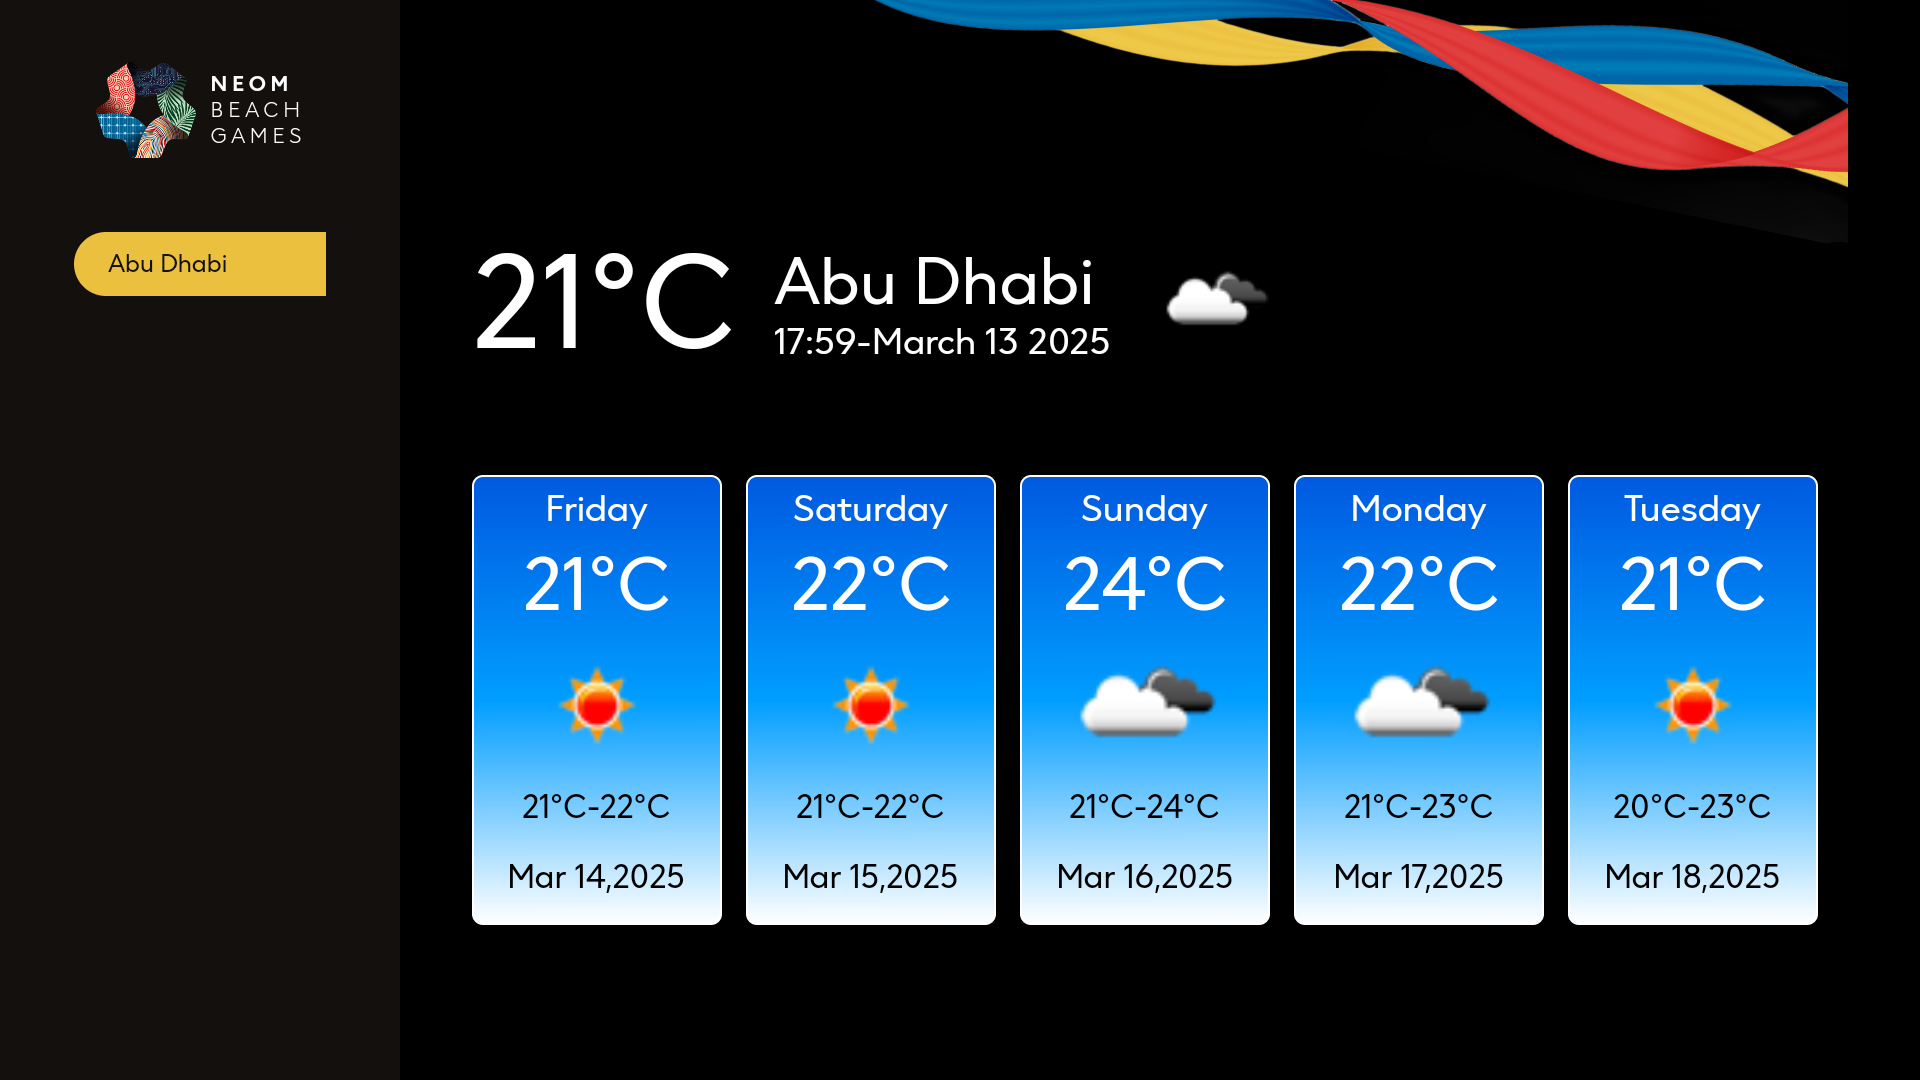 NEOM
BEACH
GAMES
Abu Dhabi
21°C
Abu Dhabi
17:59-March 13 2025
Friday
21°C
21°C-22°C
Mar 14,2025
Saturday
22°C
21°C-22°C
Mar 15,2025
Sunday
24°C
21°C-24°C
Mar 16,2025
Monday
22°C
21°C-23°C
Mar 17,2025
Tuesday
21°C
20°C-23°C
Mar 18,2025